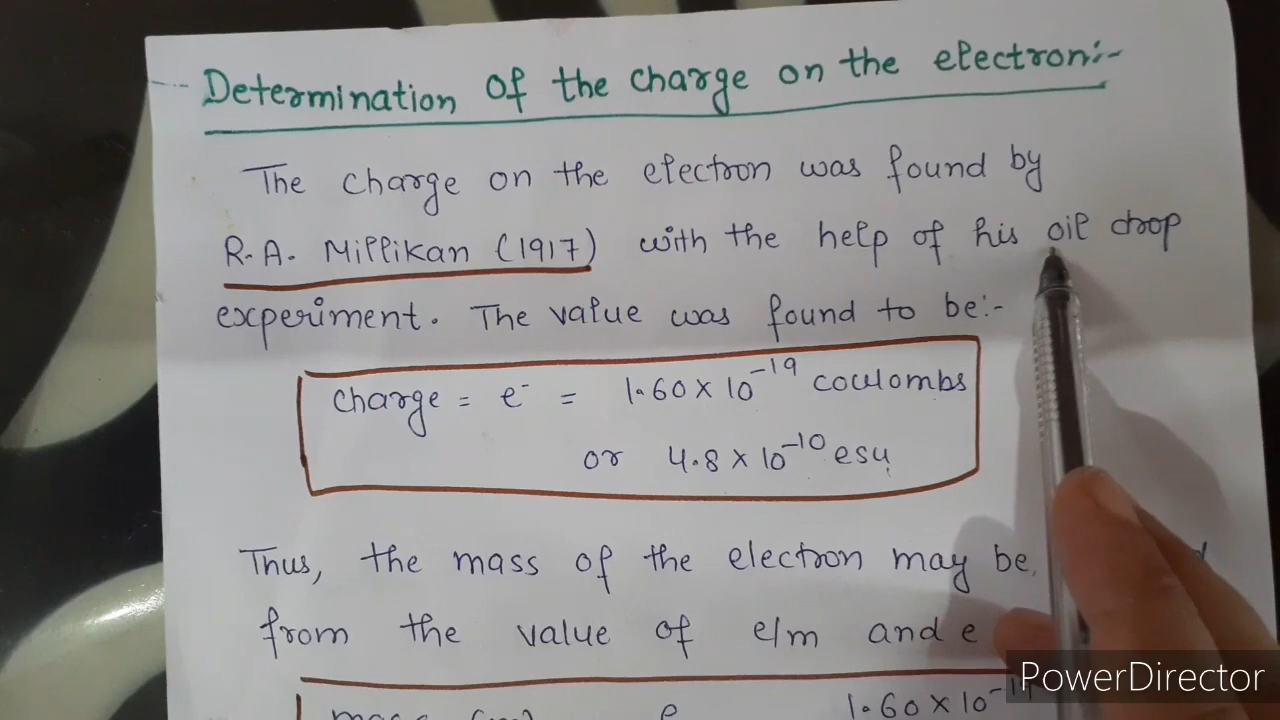 Determination of the charge on the electron:-
The charge on the electron was found by
R.A. Millikan (1917) with the help of his oil drop
experiment. The value was found to be:-
charge = e⁻ = 1.60 × 10⁻¹⁹ coulombs
or 4.8 × 10⁻¹⁰ esu
Thus, the mass of the electron may be
from the value of e/m and e
mass (m) e 1.60 × 10⁻¹⁹
PowerDirector